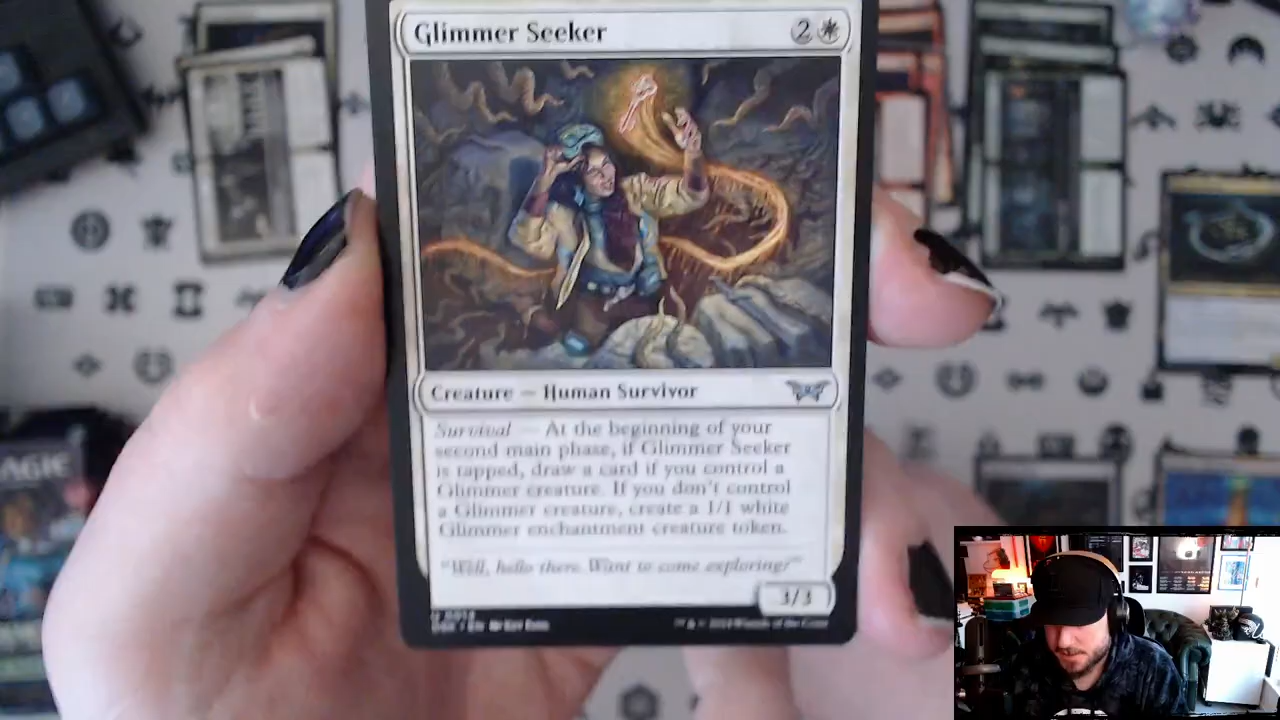 Glimmer Seeker 2
Creature — Human Survivor
Survival — At the beginning of your
second main phase, if Glimmer Seeker
is tapped, draw a card if you control a
Glimmer creature. If you don't control
a Glimmer creature, create a 1/1 white
Glimmer enchantment creature token.
"Well, hello there. Want to come exploring?"
3/3